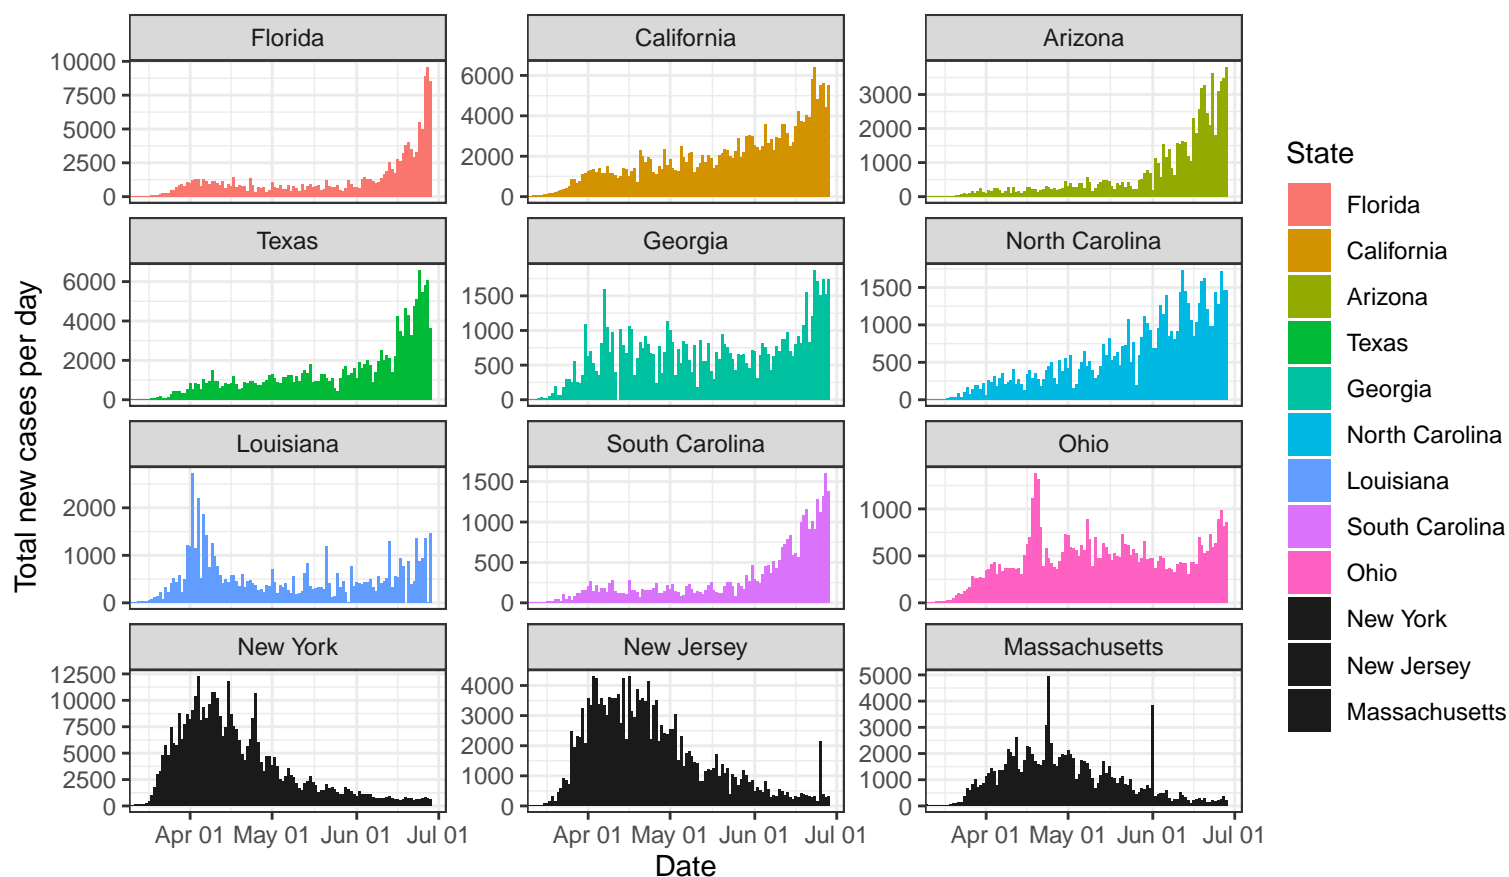 Florida California Arizona
10000
7500
5000
2500
0
6000
4000
2000
0
3000
2000
1000
0
Texas Georgia North Carolina
6000
4000
2000
0
1500
1000
500
0
1500
1000
500
0
Louisiana South Carolina Ohio
2000
1000
0
1500
1000
500
0
1000
500
0
New York New Jersey Massachusetts
12500
10000
7500
5000
2500
0
4000
3000
2000
1000
0
5000
4000
3000
2000
1000
0
Apr 01 May 01 Jun 01 Jul 01 Apr 01 May 01 Jun 01 Jul 01 Apr 01 May 01 Jun 01 Jul 01
Date
Total new cases per day
State
Florida
California
Arizona
Texas
Georgia
North Carolina
Louisiana
South Carolina
Ohio
New York
New Jersey
Massachusetts